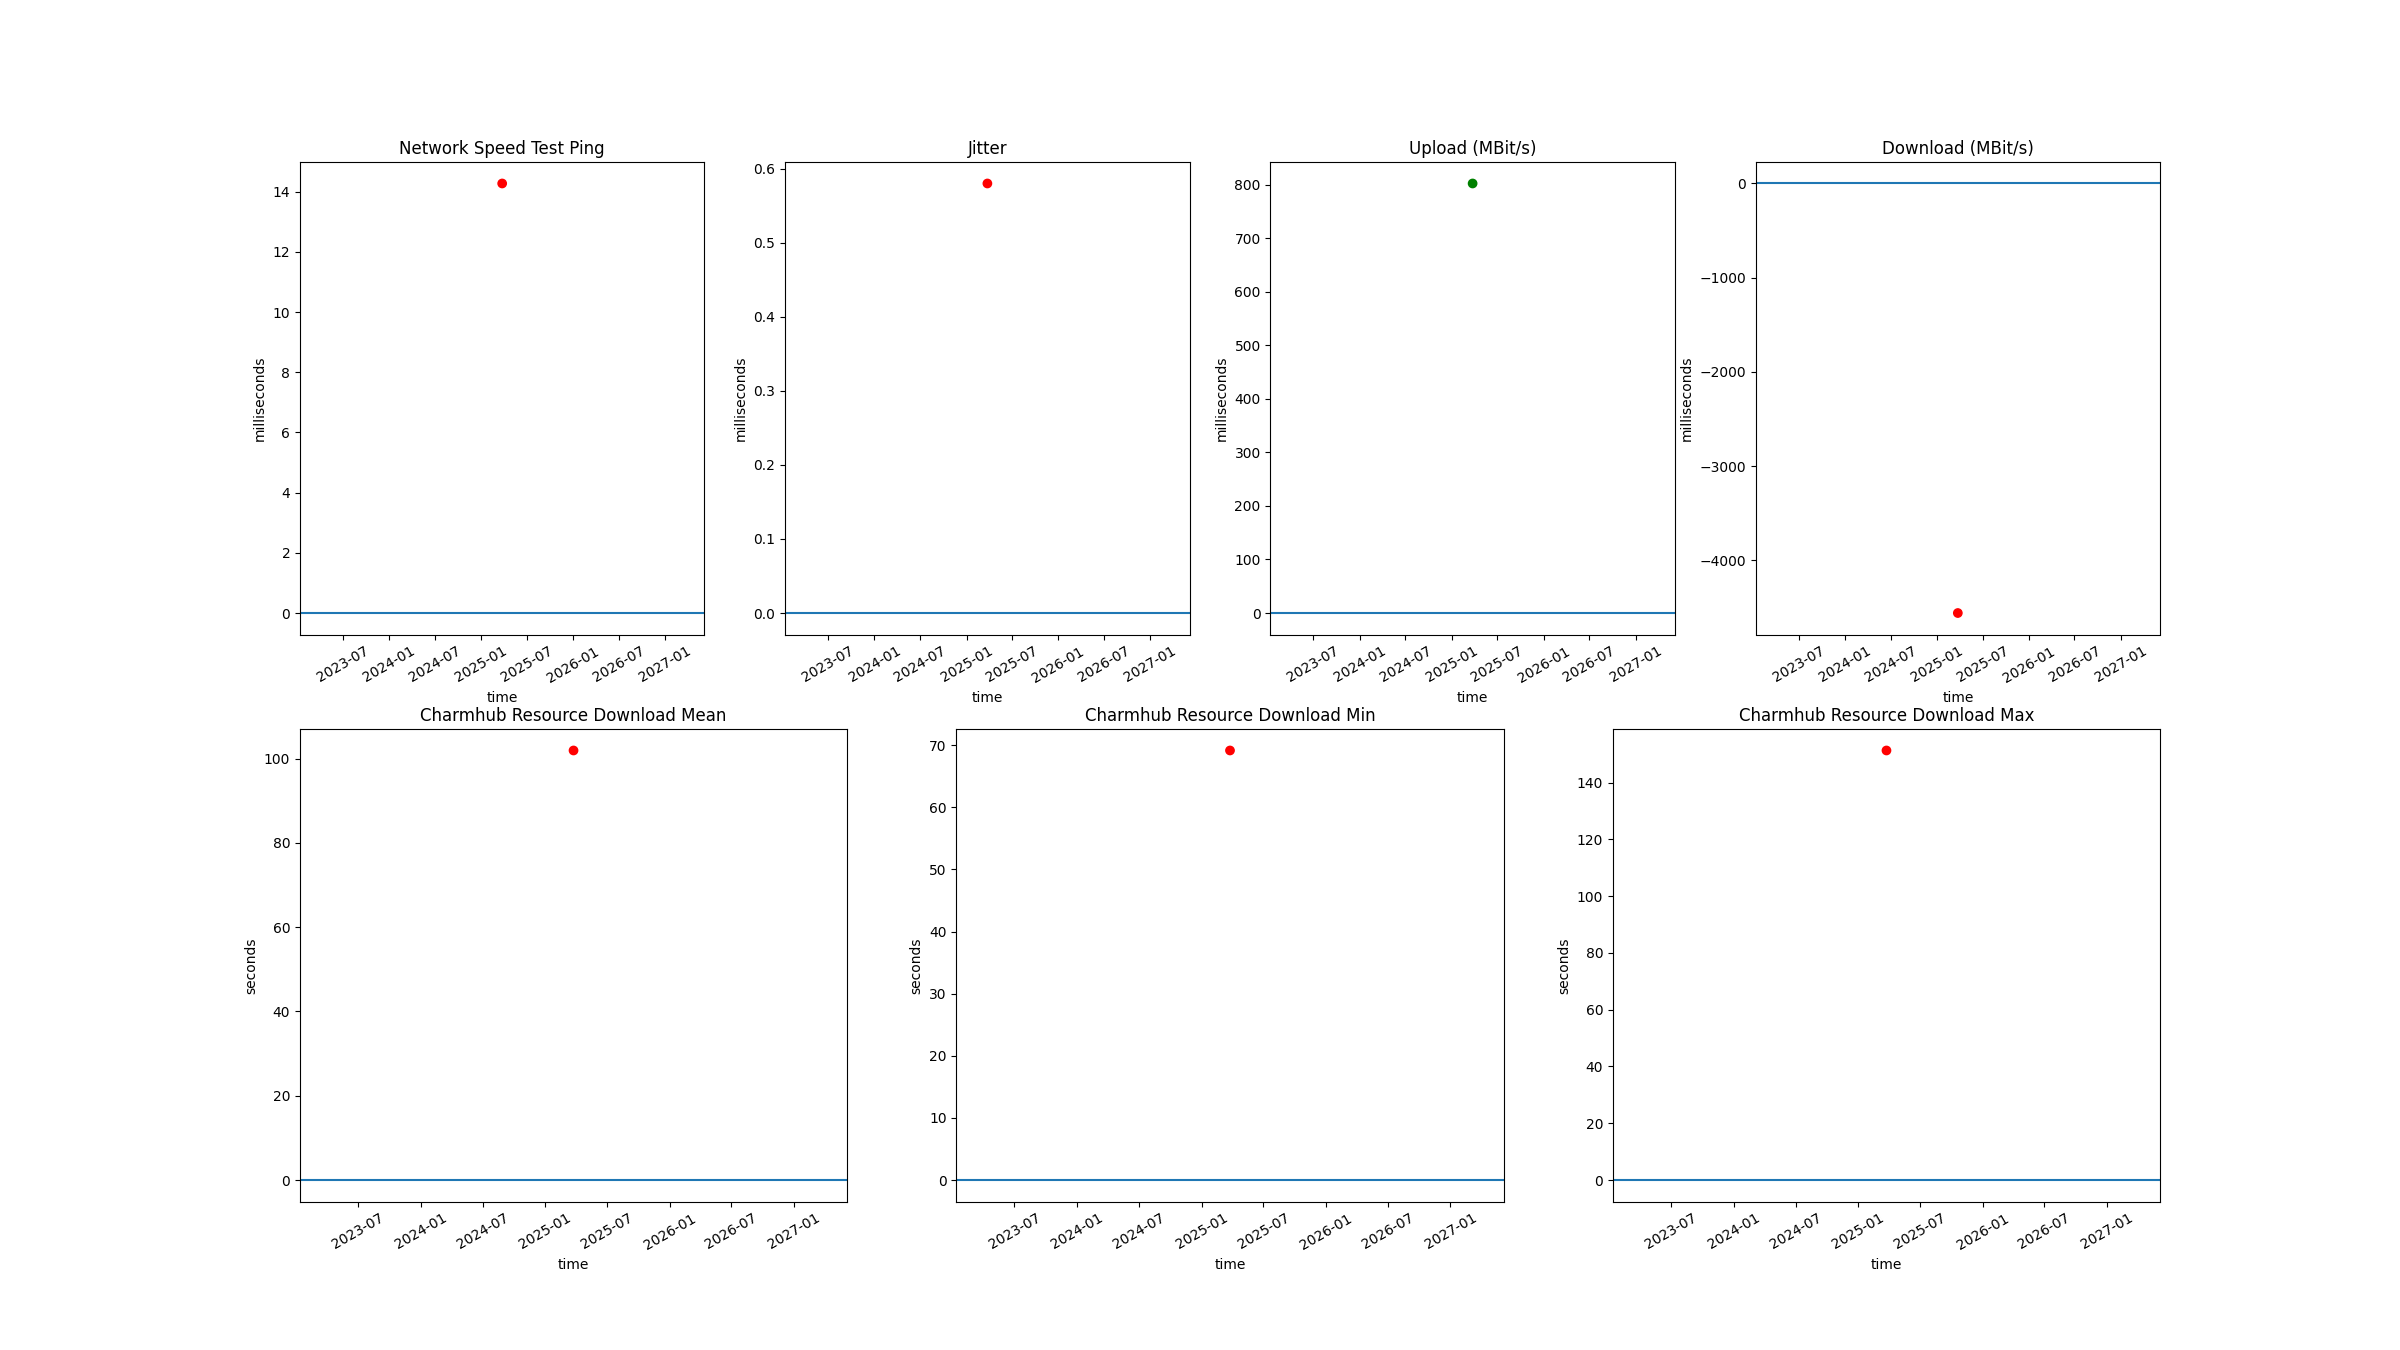 Network Speed Test Ping
milliseconds
14
12
10
8
6
4
2
0
2023-07 2024-01 2024-07 2025-01 2025-07 2026-01 2026-07 2027-01
time
Jitter
milliseconds
0.6
0.5
0.4
0.3
0.2
0.1
0.0
2023-07 2024-01 2024-07 2025-01 2025-07 2026-01 2026-07 2027-01
time
Upload (MBit/s)
milliseconds
800
700
600
500
400
300
200
100
0
2023-07 2024-01 2024-07 2025-01 2025-07 2026-01 2026-07 2027-01
time
Download (MBit/s)
milliseconds
0
−1000
−2000
−3000
−4000
2023-07 2024-01 2024-07 2025-01 2025-07 2026-01 2026-07 2027-01
time
Charmhub Resource Download Mean
seconds
100
80
60
40
20
0
2023-07 2024-01 2024-07 2025-01 2025-07 2026-01 2026-07 2027-01
time
Charmhub Resource Download Min
seconds
70
60
50
40
30
20
10
0
2023-07 2024-01 2024-07 2025-01 2025-07 2026-01 2026-07 2027-01
time
Charmhub Resource Download Max
seconds
140
120
100
80
60
40
20
0
2023-07 2024-01 2024-07 2025-01 2025-07 2026-01 2026-07 2027-01
time